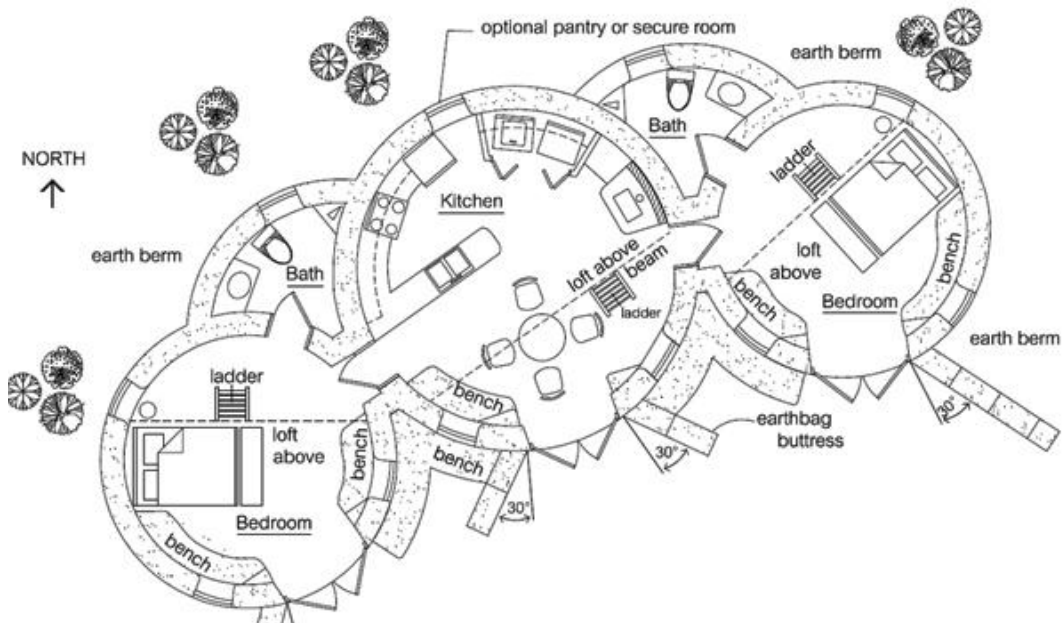 optional pantry or secure room
earth berm
Bath
NORTH
ladder
Kitchen
earth berm
Bath
loft above
beam
ladder
loft
above
bench
bench
Bedroom
earth berm
ladder
bench
loft
above
bench
bench
earthbag
buttress
30°
30°
30°
Bedroom
bench